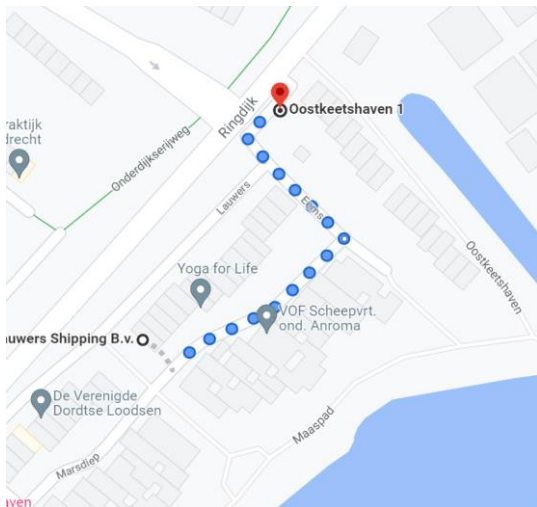 Oostkeetshaven 1
Ringdijk
raktijk
drecht
Onderdijkserijweg
Lauwers
Oostkeetshaven
Yoga for Life
VOF Scheepvrt.
ond. Anroma
auwers Shipping B.v.
De Verenigde
Dordtse Loodsen
Maaspad
Marsdiep
aven